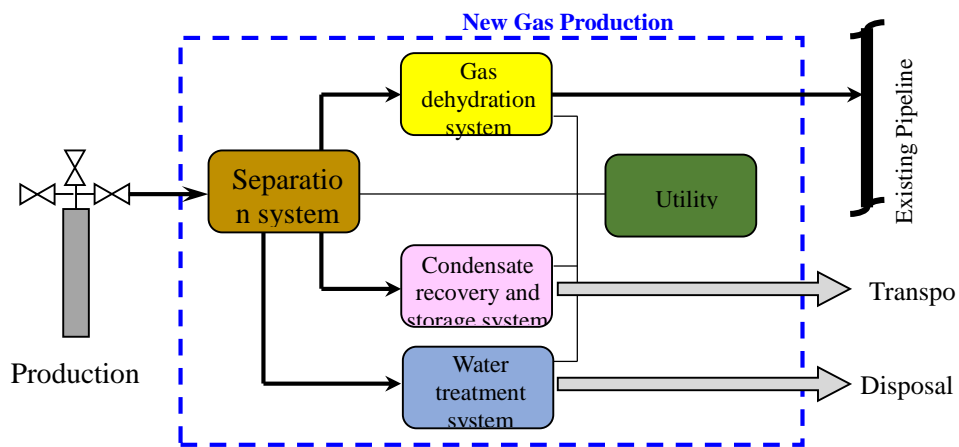 New Gas Production
Gas
dehydration
system
Existing Pipeline
Separatio
n system
Utility
Condensate
recovery and
storage system
Transpo
Production
Water
treatment
system
Disposal